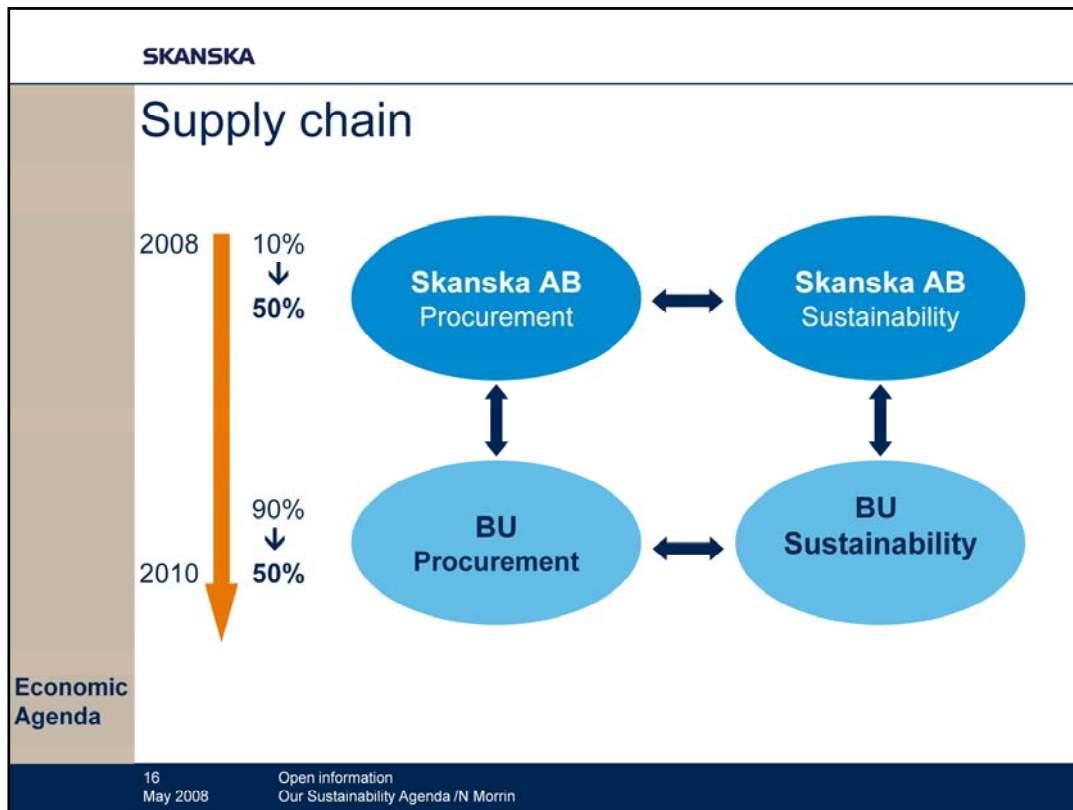 SKANSKA
Supply chain
2008
10%
50%
Skanska AB
Procurement
Skanska AB
Sustainability
90%
50%
2010
BU
Procurement
BU
Sustainability
Economic
Agenda
16
Open information
May 2008
Our Sustainability Agenda /N Morrin